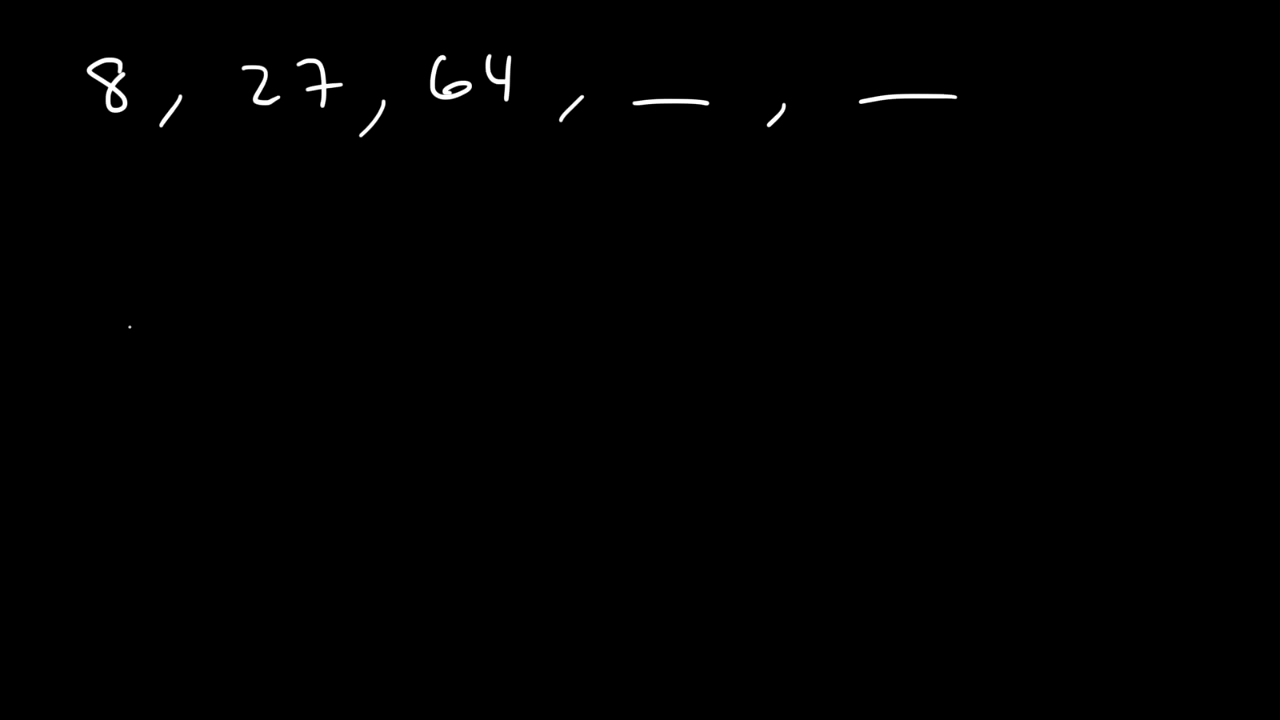 8, 27, 64, __, __